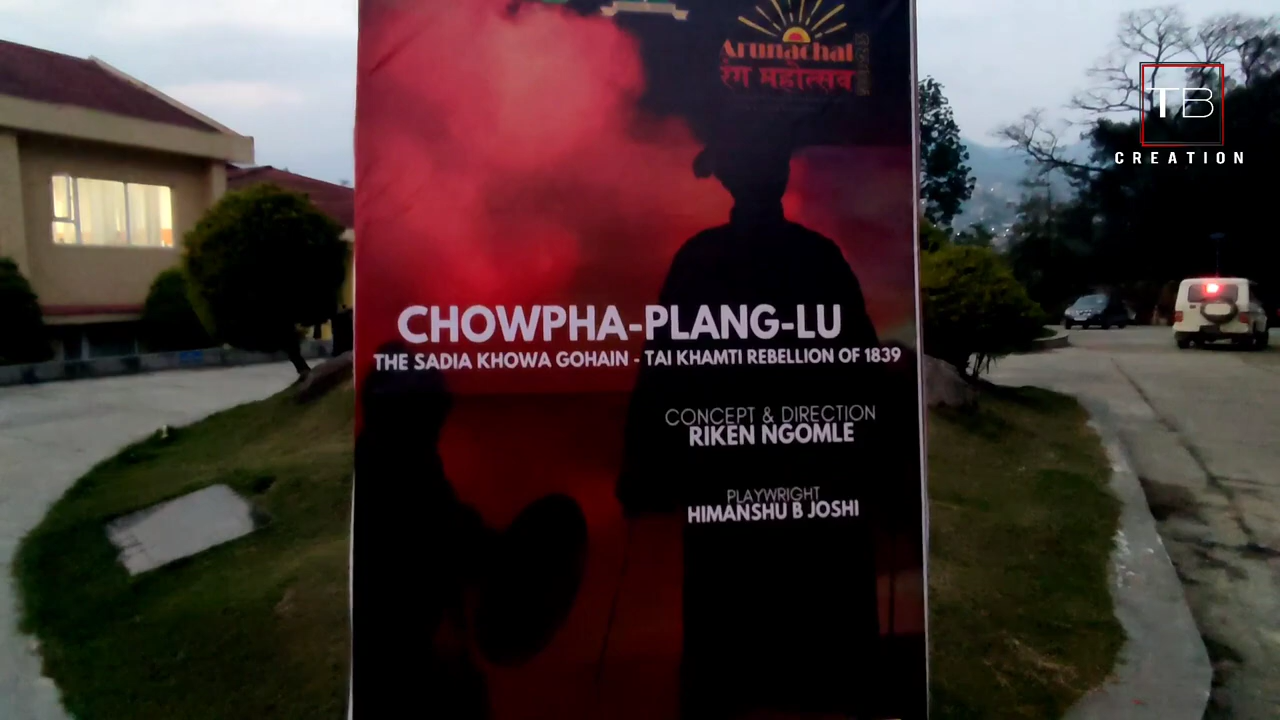 Arunachal
रंग महोत्सव
TB
CREATION
CHOWPHA-PLANG-LU
THE SADIA KHOWA GOHAIN - TAI KHAMTI REBELLION OF 1839
CONCEPT & DIRECTION
RIKEN NGOMLE
PLAYWRIGHT
HIMANSHU B JOSHI